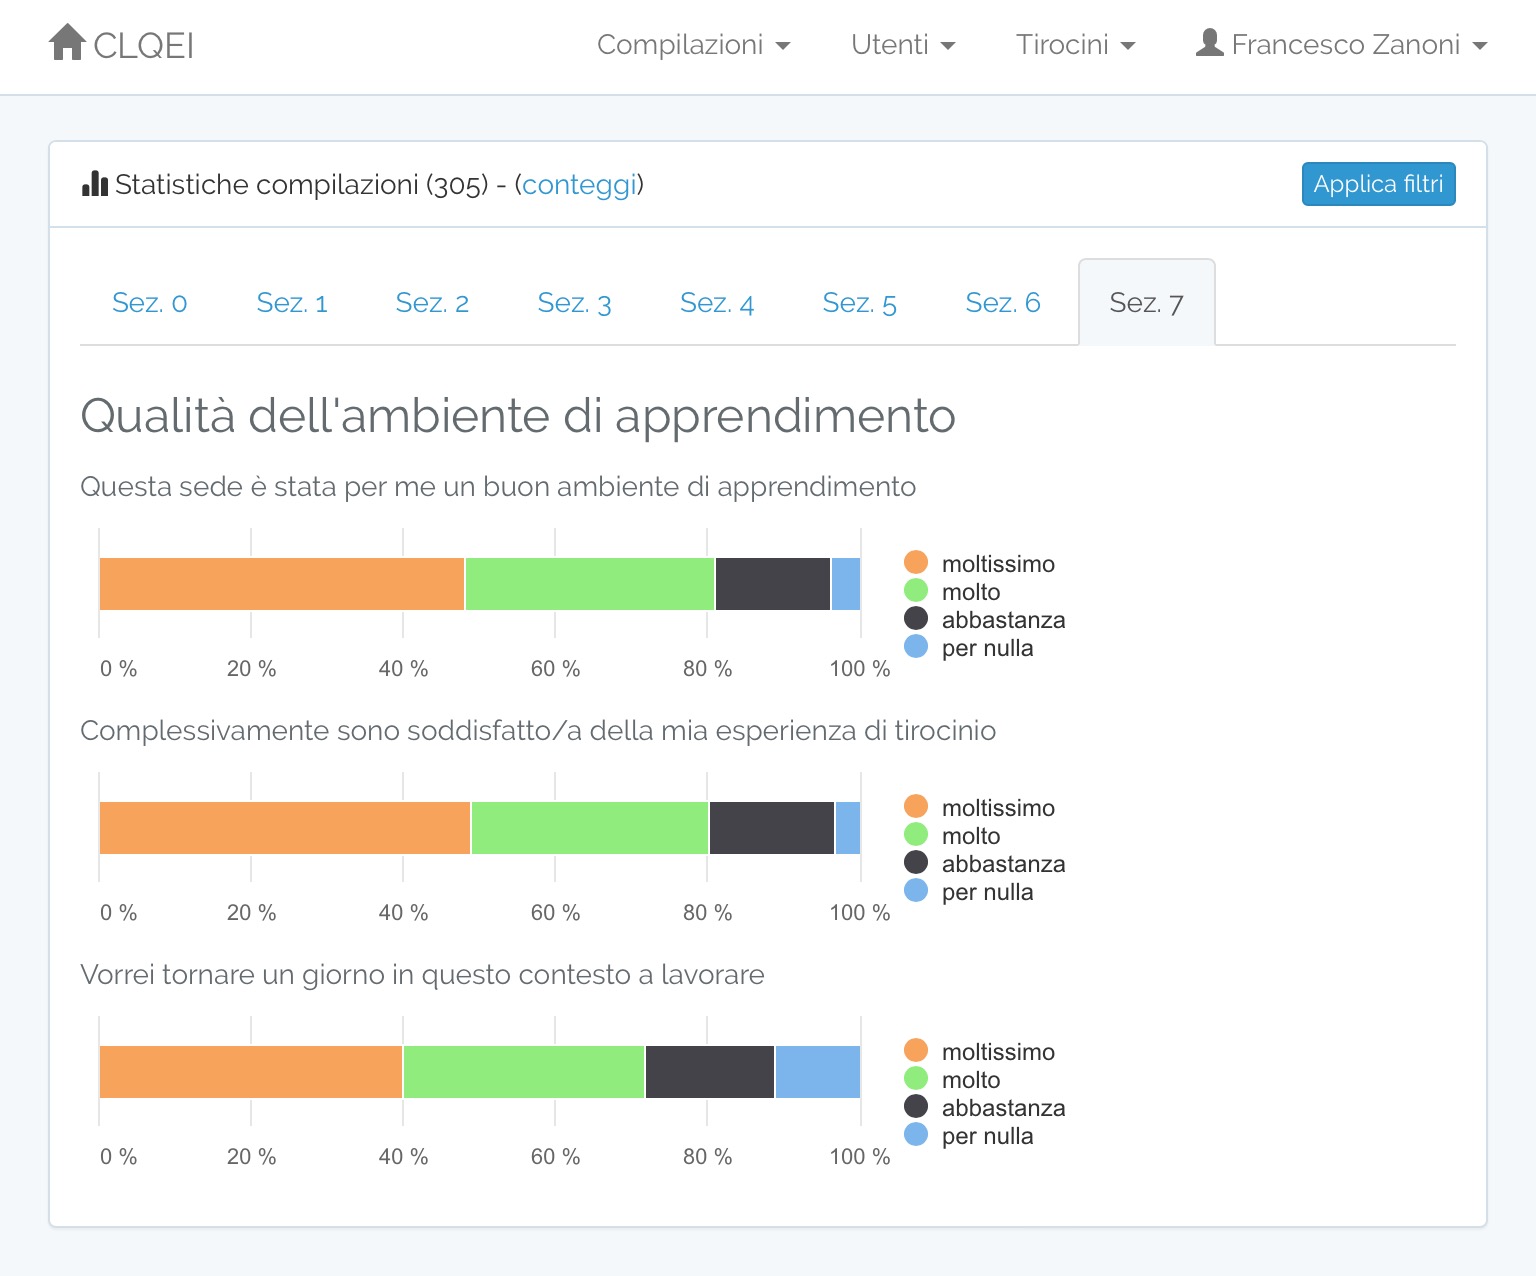 CLQEI Compilazioni Utenti Tirocini Francesco Zanoni
Statistiche compilazioni (305) - (conteggi) Applica filtri
Sez. 0 Sez. 1 Sez. 2 Sez. 3 Sez. 4 Sez. 5 Sez. 6 Sez. 7
Qualità dell'ambiente di apprendimento
Questa sede è stata per me un buon ambiente di apprendimento
moltissimo
molto
abbastanza
per nulla
0 % 20 % 40 % 60 % 80 % 100 %
Complessivamente sono soddisfatto/a della mia esperienza di tirocinio
moltissimo
molto
abbastanza
per nulla
0 % 20 % 40 % 60 % 80 % 100 %
Vorrei tornare un giorno in questo contesto a lavorare
moltissimo
molto
abbastanza
per nulla
0 % 20 % 40 % 60 % 80 % 100 %